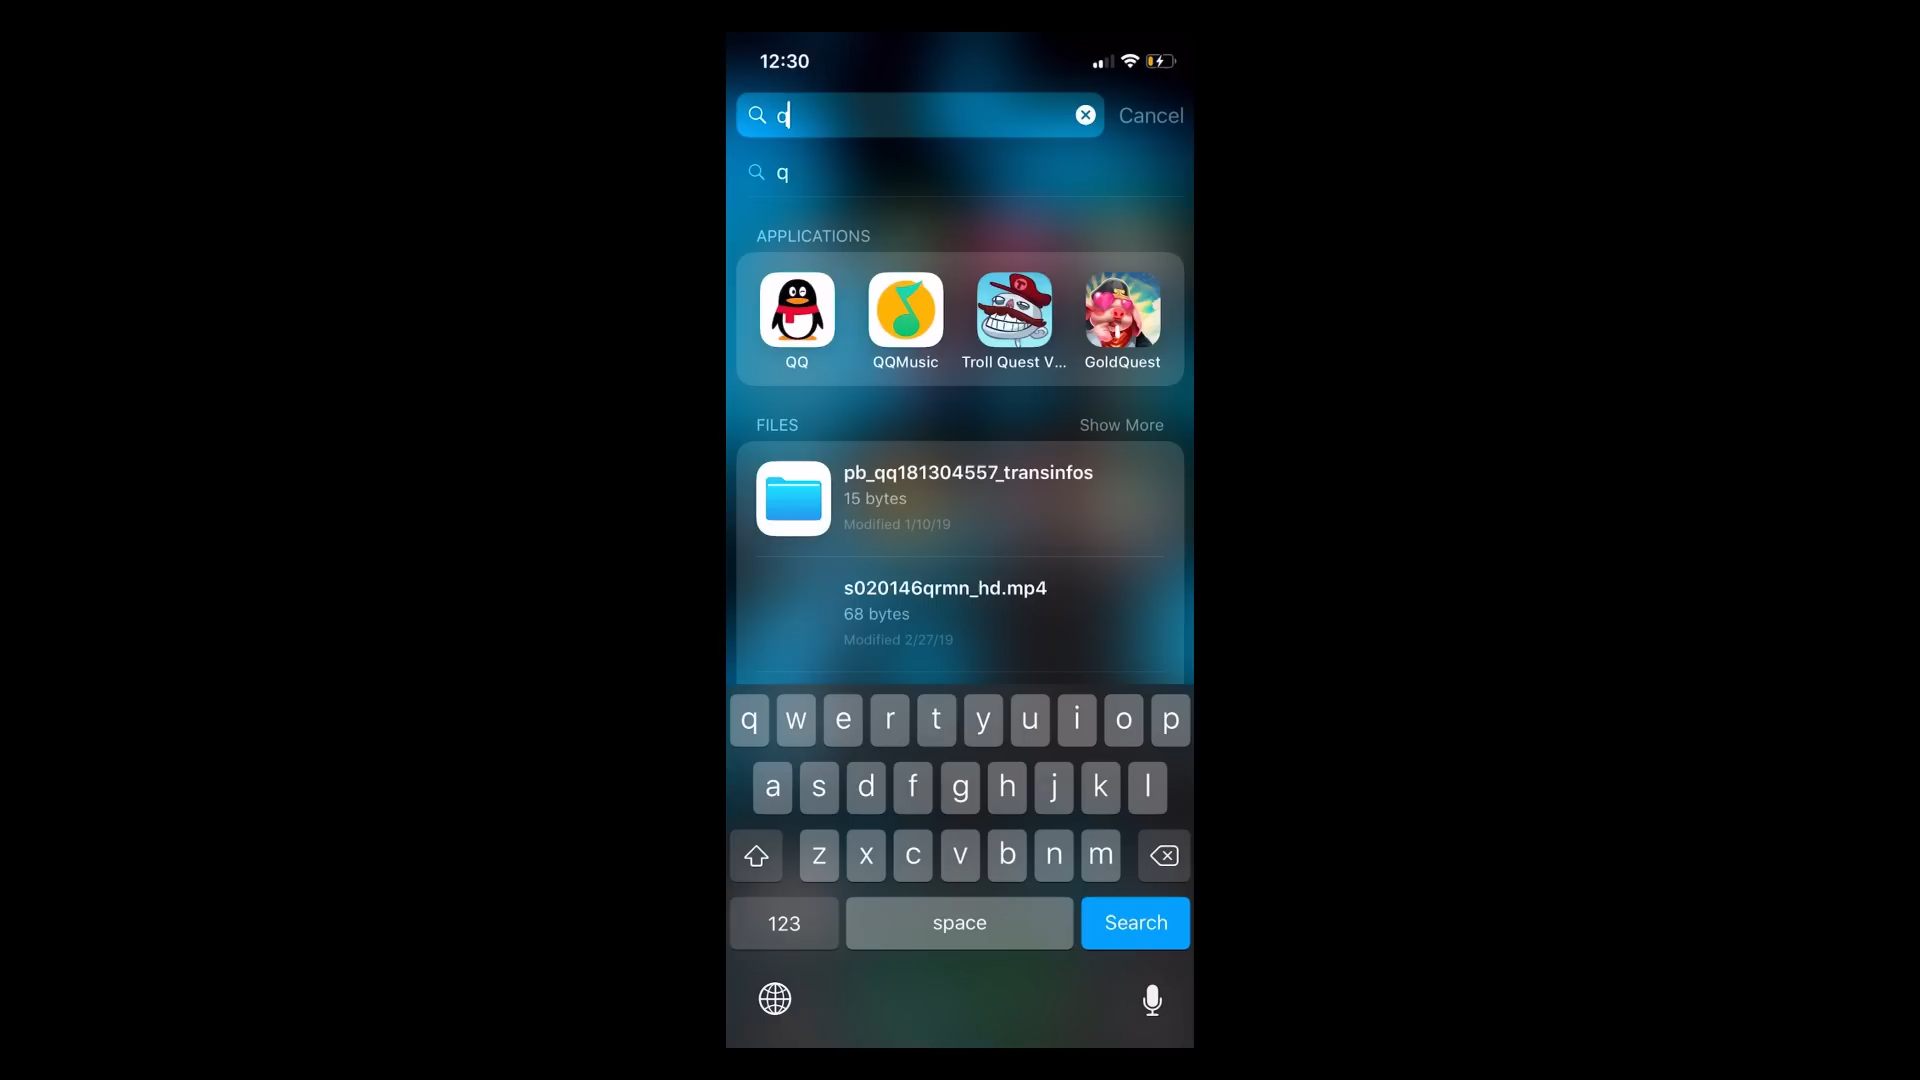 12:30
q
Cancel
q
APPLICATIONS
QQ
QQMusic
Troll Quest V...
GoldQuest
FILES
Show More
pb_qq181304557_transinfos
15 bytes
Modified 1/10/19
s020146qrmn_hd.mp4
68 bytes
Modified 2/27/19
q w e r t y u i o p
a s d f g h j k l
z x c v b n m
123
space
Search